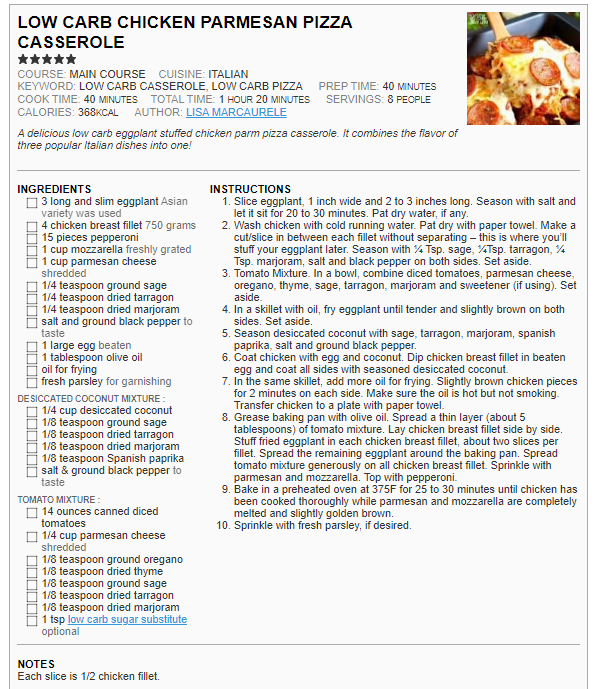 LOW CARB CHICKEN PARMESAN PIZZA
CASSEROLE
COURSE: MAIN COURSE CUISINE: ITALIAN
KEYWORD: LOW CARB CASSEROLE, LOW CARB PIZZA PREP TIME: 40 MINUTES
COOK TIME: 40 MINUTES TOTAL TIME: 1 HOUR 20 MINUTES SERVINGS: 8 PEOPLE
CALORIES: 368KCAL AUTHOR: LISA MARCAURELE
A delicious low carb eggplant stuffed chicken parm pizza casserole. It combines the flavor of
three popular Italian dishes into one!
INGREDIENTS
3 long and slim eggplant Asian
variety was used
4 chicken breast fillet 750 grams
15 pieces pepperoni
1 cup mozzarella freshly grated
1 cup parmesan cheese
shredded
1/4 teaspoon ground sage
1/4 teaspoon dried tarragon
1/4 teaspoon dried marjoram
salt and ground black pepper to
taste
1 large egg beaten
1 tablespoon olive oil
oil for frying
fresh parsley for garnishing
DESICCATED COCONUT MIXTURE :
1/4 cup desiccated coconut
1/8 teaspoon ground sage
1/8 teaspoon dried tarragon
1/8 teaspoon dried marjoram
1/8 teaspoon Spanish paprika
salt & ground black pepper to
taste
TOMATO MIXTURE :
14 ounces canned diced
tomatoes
1/4 cup parmesan cheese
shredded
1/8 teaspoon ground oregano
1/8 teaspoon dried thyme
1/8 teaspoon ground sage
1/8 teaspoon dried tarragon
1/8 teaspoon dried marjoram
1 tsp low carb sugar substitute
optional
INSTRUCTIONS
1. Slice eggplant, 1 inch wide and 2 to 3 inches long. Season with salt and
let it sit for 20 to 30 minutes. Pat dry water, if any.
2. Wash chicken with cold running water. Pat dry with paper towel. Make a
cut/slice in between each fillet without separating – this is where you'll
stuff your eggplant later. Season with ¼ Tsp. sage, ¼Tsp. tarragon, ¼
Tsp. marjoram, salt and black pepper on both sides. Set aside.
3. Tomato Mixture. In a bowl, combine diced tomatoes, parmesan cheese,
oregano, thyme, sage, tarragon, marjoram and sweetener (if using). Set
aside.
4. In a skillet with oil, fry eggplant until tender and slightly brown on both
sides. Set aside.
5. Season desiccated coconut with sage, tarragon, marjoram, spanish
paprika, salt and ground black pepper.
6. Coat chicken with egg and coconut. Dip chicken breast fillet in beaten
egg and coat all sides with seasoned desiccated coconut.
7. In the same skillet, add more oil for frying. Slightly brown chicken pieces
for 2 minutes on each side. Make sure the oil is hot but not smoking.
Transfer chicken to a plate with paper towel.
8. Grease baking pan with olive oil. Spread a thin layer (about 5
tablespoons) of tomato mixture. Lay chicken breast fillet side by side.
Stuff fried eggplant in each chicken breast fillet, about two slices per
fillet. Spread the remaining eggplant around the baking pan. Spread
tomato mixture generously on all chicken breast fillet. Sprinkle with
parmesan and mozzarella. Top with pepperoni.
9. Bake in a preheated oven at 375F for 25 to 30 minutes until chicken has
been cooked thoroughly while parmesan and mozzarella are completely
melted and slightly golden brown.
10. Sprinkle with fresh parsley, if desired.
NOTES
Each slice is 1/2 chicken fillet.